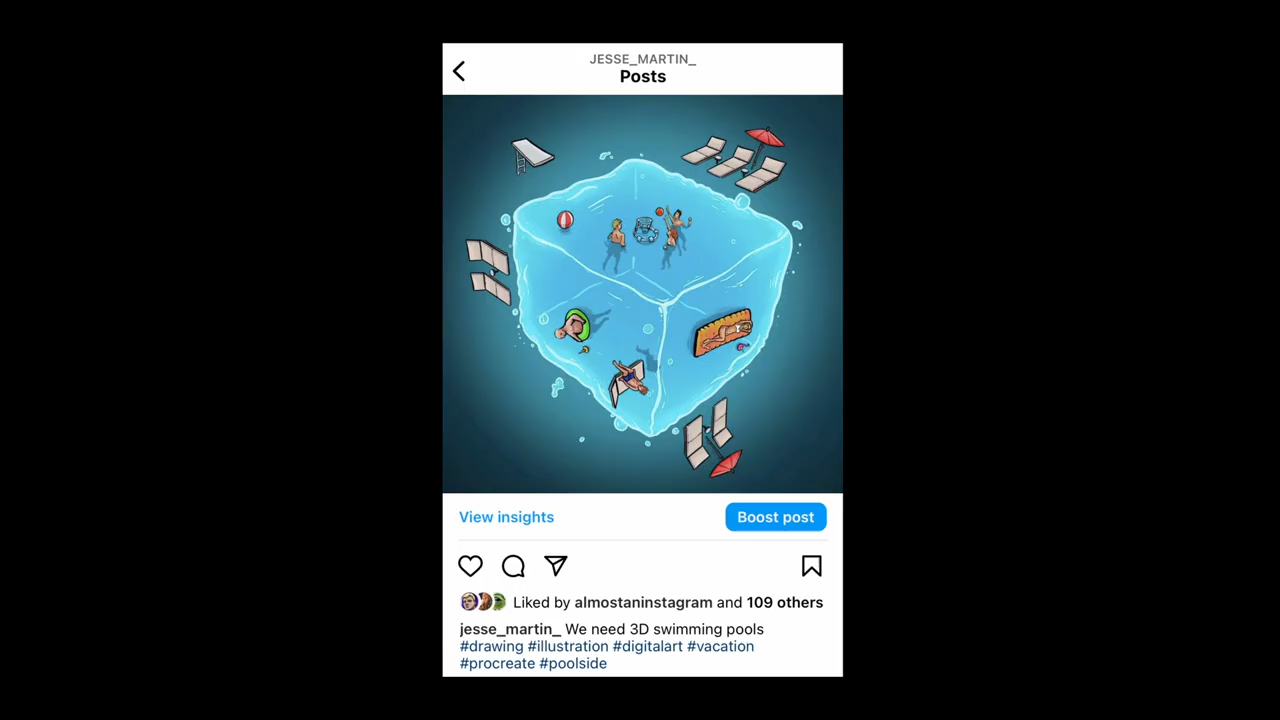 JESSE_MARTIN_
Posts
View insights
Boost post
Liked by almostaninstagram and 109 others
jesse_martin_ We need 3D swimming pools
#drawing #illustration #digitalart #vacation
#procreate #poolside